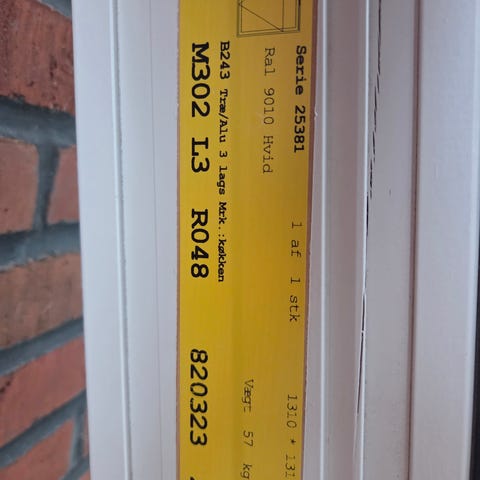 Serie 25381 1 af 1 stk 1310 * 131
Ral 9010 Hvid Vægt 57 kg
B243 Træ/Alu 3 lags Mrk.:køkken
M302 L3 R048 820323